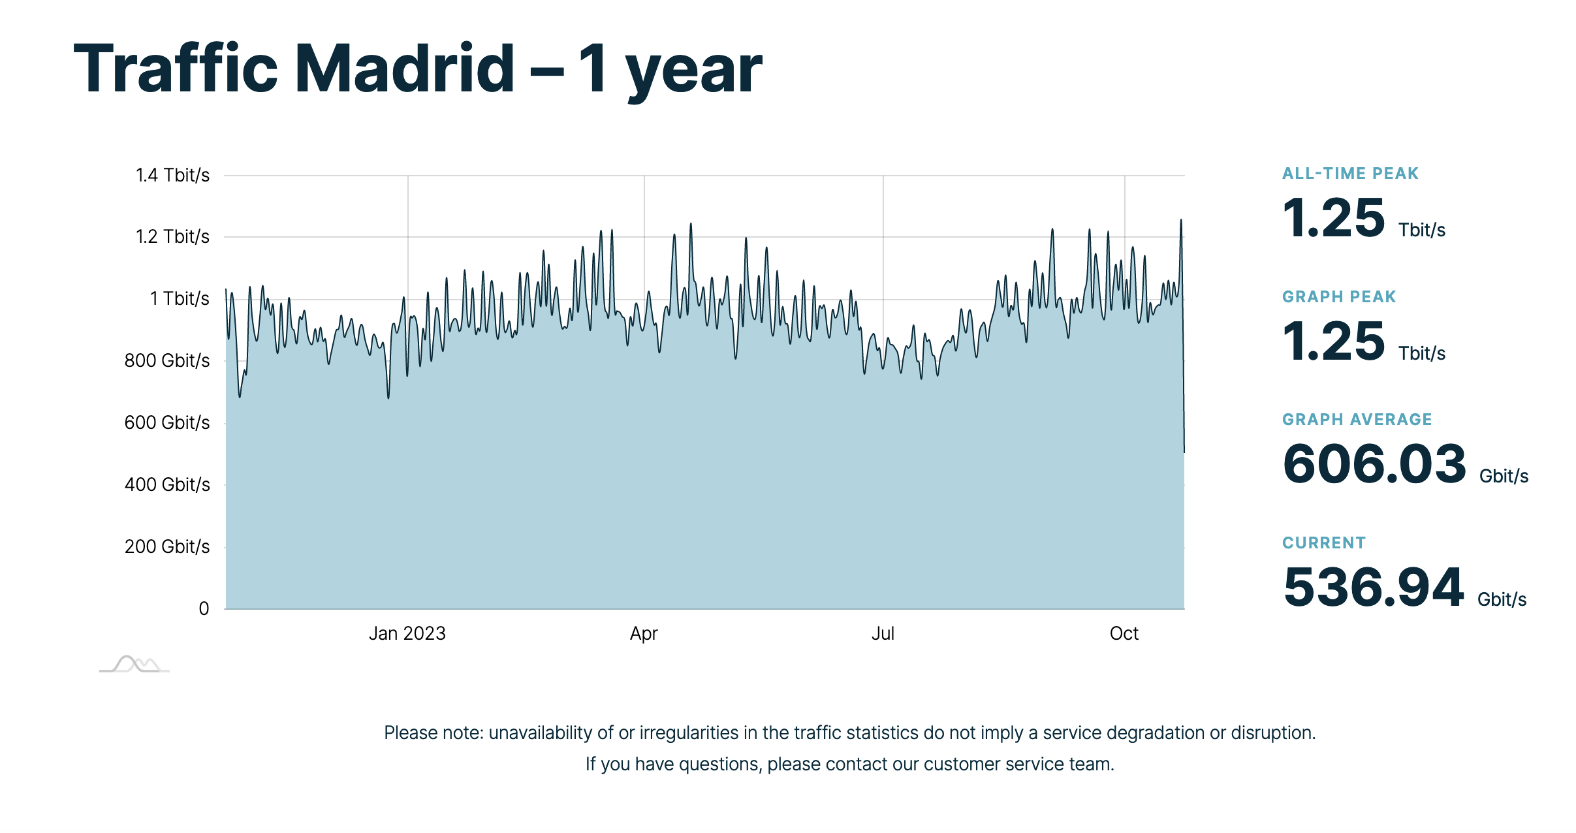 Traffic Madrid – 1 year
1.4 Tbit/s
1.2 Tbit/s
1 Tbit/s
800 Gbit/s
600 Gbit/s
400 Gbit/s
200 Gbit/s
0
Jan 2023
Apr
Jul
Oct
ALL-TIME PEAK
1.25 Tbit/s
GRAPH PEAK
1.25 Tbit/s
GRAPH AVERAGE
606.03 Gbit/s
CURRENT
536.94 Gbit/s
Please note: unavailability of or irregularities in the traffic statistics do not imply a service degradation or disruption.
If you have questions, please contact our customer service team.